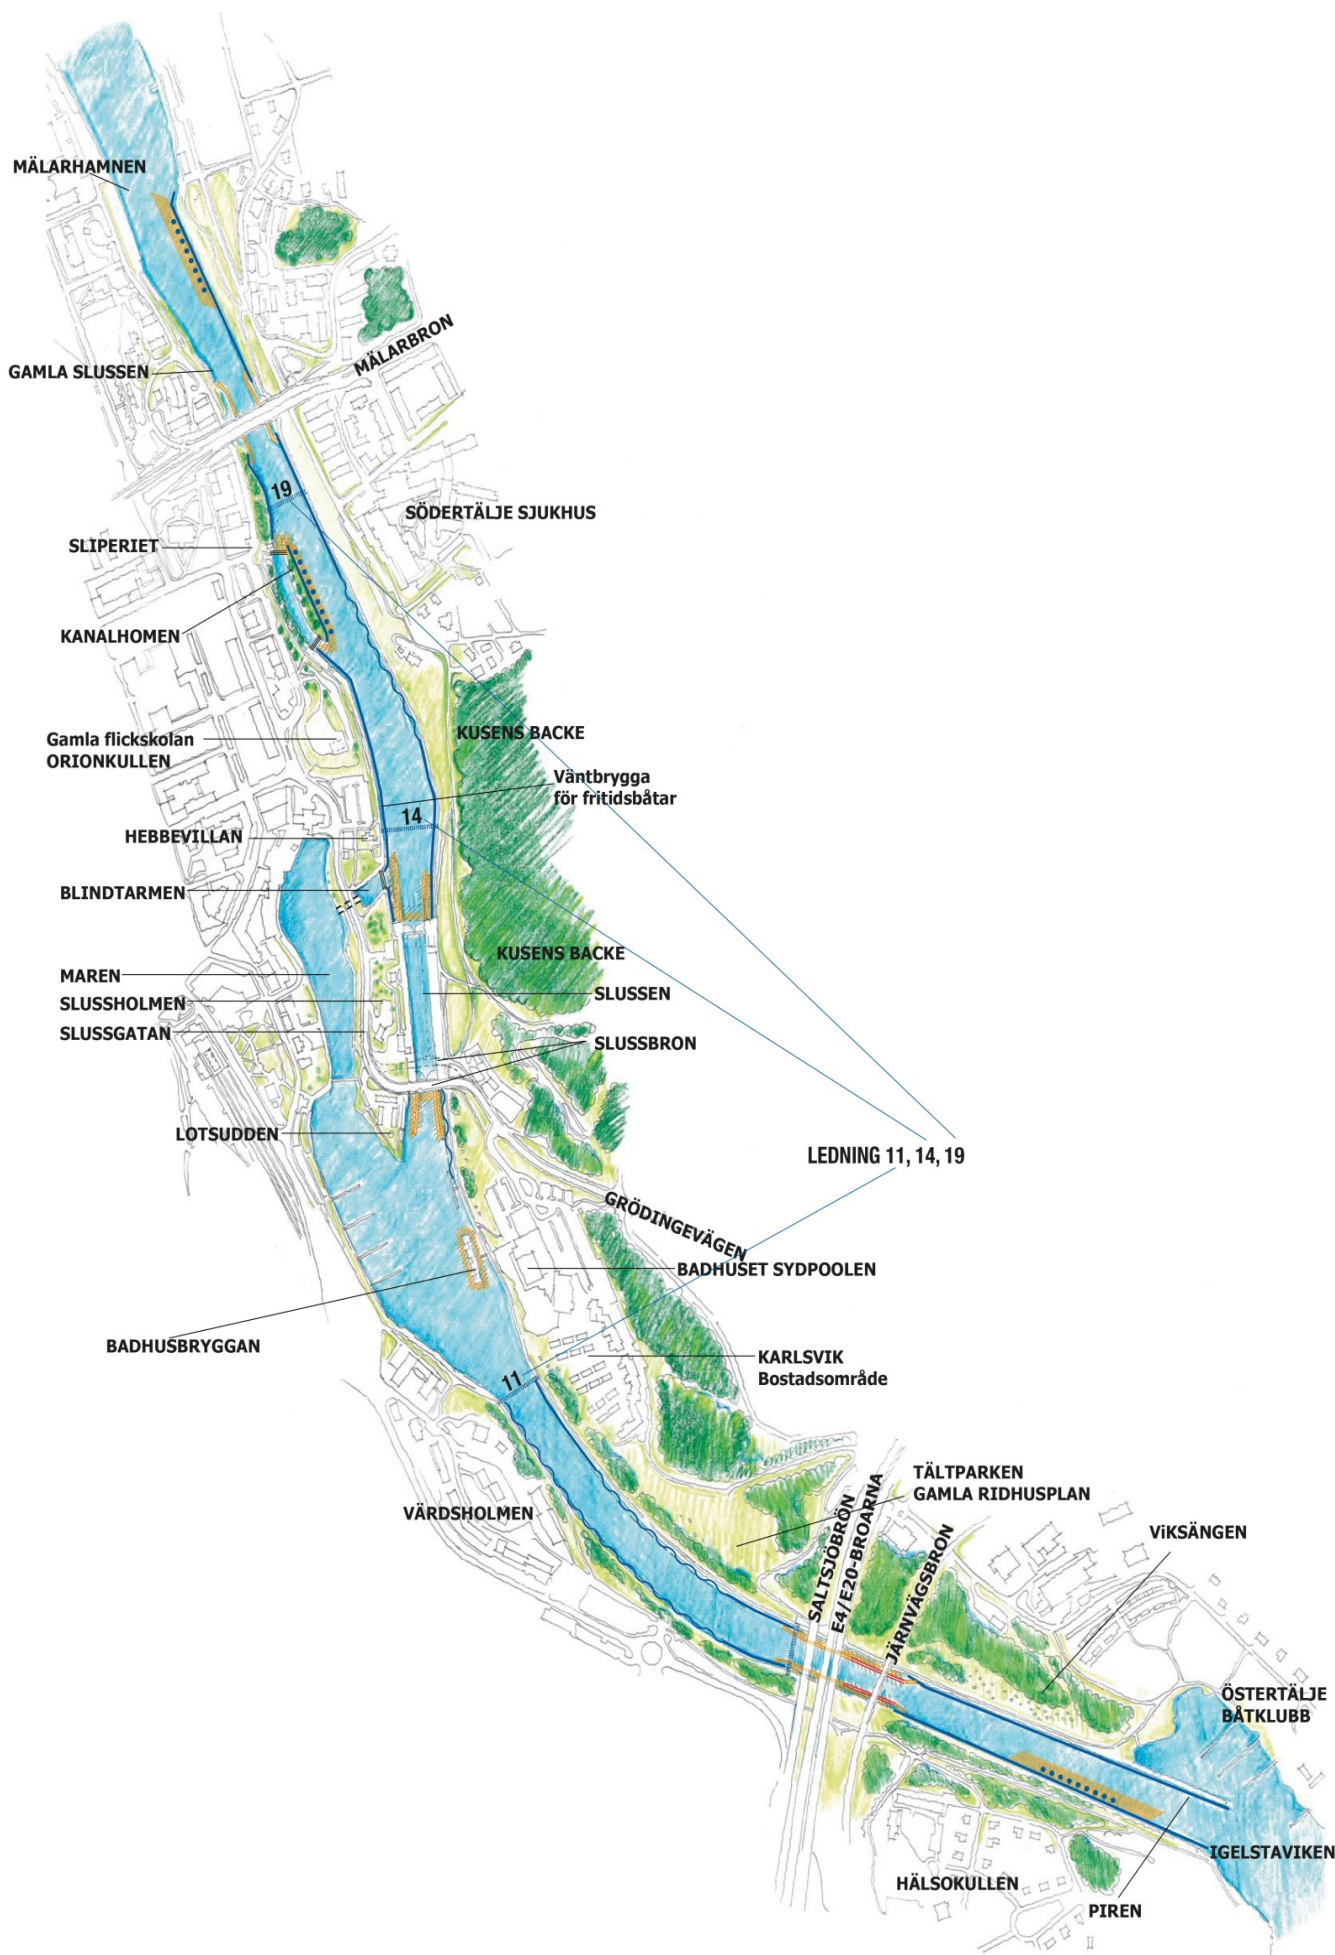 MÄLARHAMNEN
MÄLARBRON
GAMLA SLUSSEN
19
SÖDERTÄLJE SJUKHUS
SLIPERIET
KANALHOMEN
KUSENS BACKE
Gamla flickskolan
ORIONKULLEN
Väntbrygga
för fritidsbåtar
14
HEBBEVILLAN
BLINDTARMEN
KUSENS BACKE
MAREN
SLUSSEN
SLUSSHOLMEN
SLUSSGATAN
SLUSSBRON
LOTSUDDEN
LEDNING 11, 14, 19
GRÖDINGEVÄGEN
BADHUSET SYDPOOLEN
BADHUSBRYGGAN
KARLSVIK
Bostadsområde
11
TÄLTPARKEN
GAMLA RIDHUSPLAN
VÄRDSHOLMEN
SALTSJÖBRÖN
E4/E20-BROARNA
JÄRNVÄGSBRON
ViKSÄNGEN
ÖSTERTÄLJE
BÅTKLUBB
IGELSTAVIKEN
HÄLSOKULLEN
PIREN